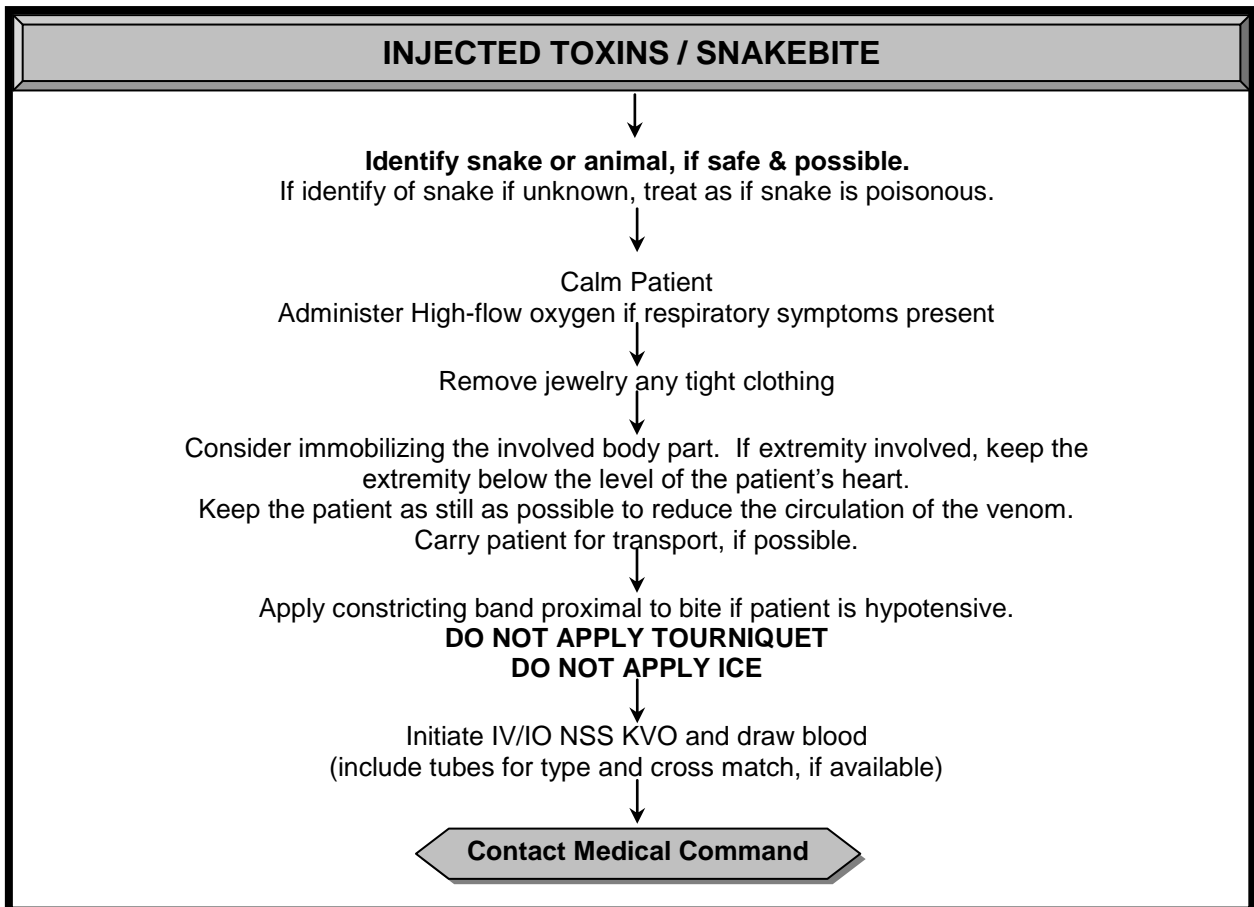 INJECTED TOXINS / SNAKEBITE
Identify snake or animal, if safe & possible.
If identify of snake if unknown, treat as if snake is poisonous.
Calm Patient
Administer High-flow oxygen if respiratory symptoms present
Remove jewelry any tight clothing
Consider immobilizing the involved body part.  If extremity involved, keep the
extremity below the level of the patient’s heart.
Keep the patient as still as possible to reduce the circulation of the venom.
Carry patient for transport, if possible.
Apply constricting band proximal to bite if patient is hypotensive.
DO NOT APPLY TOURNIQUET
DO NOT APPLY ICE
Initiate IV/IO NSS KVO and draw blood
(include tubes for type and cross match, if available)
Contact Medical Command